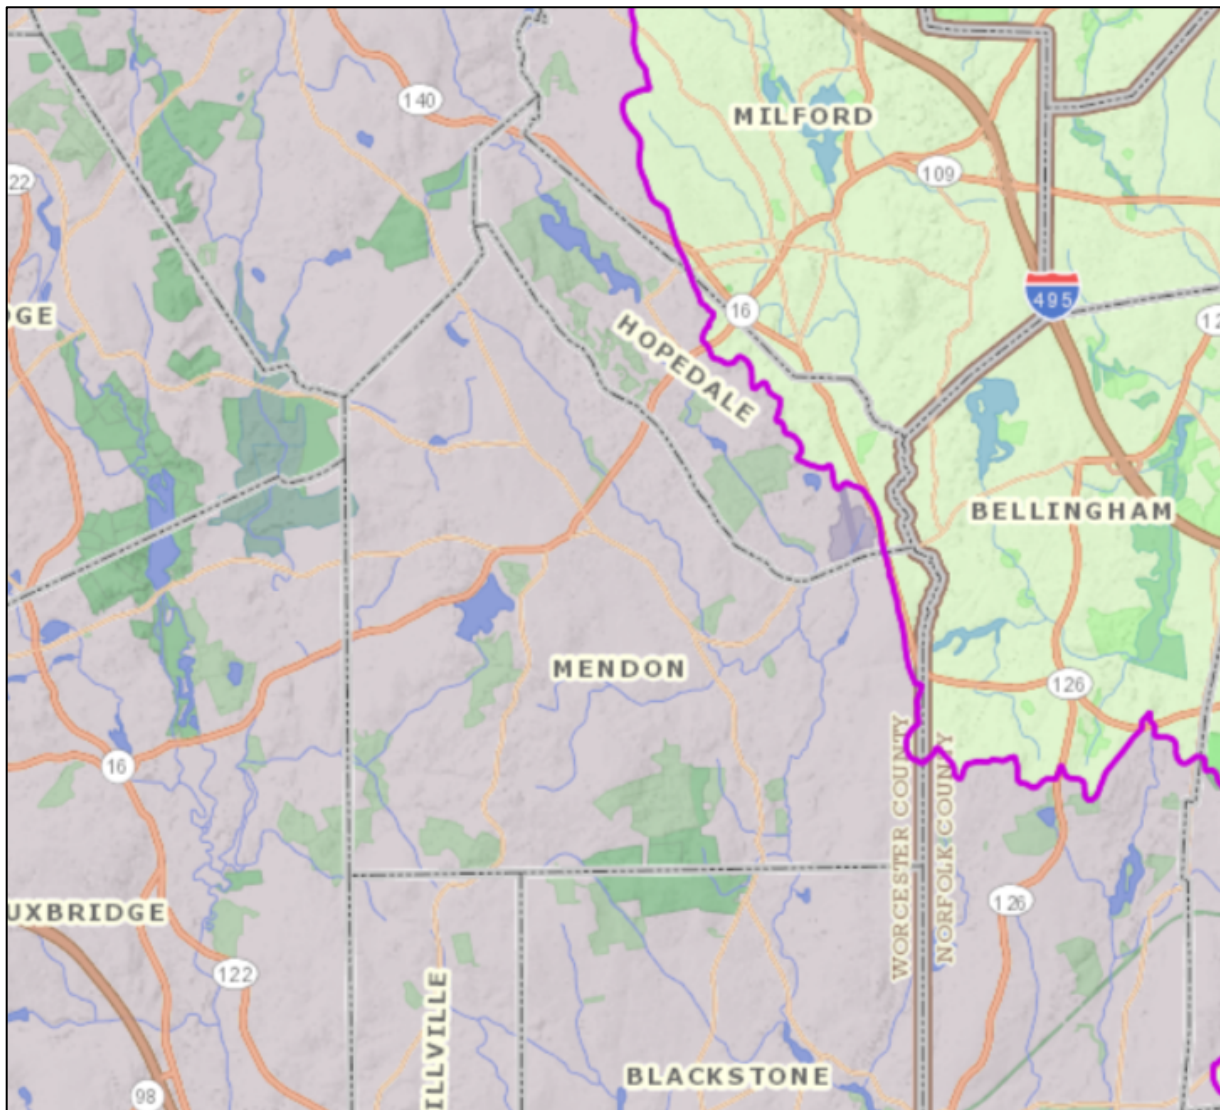 140
MILFORD
109
22
495
16
12
DGE
HOPEDALE
BELLINGHAM
MENDON
126
16
WORCESTER COUNTY
NORFOLK COUNTY
126
UXBRIDGE
122
ILLVILLE
BLACKSTONE
98